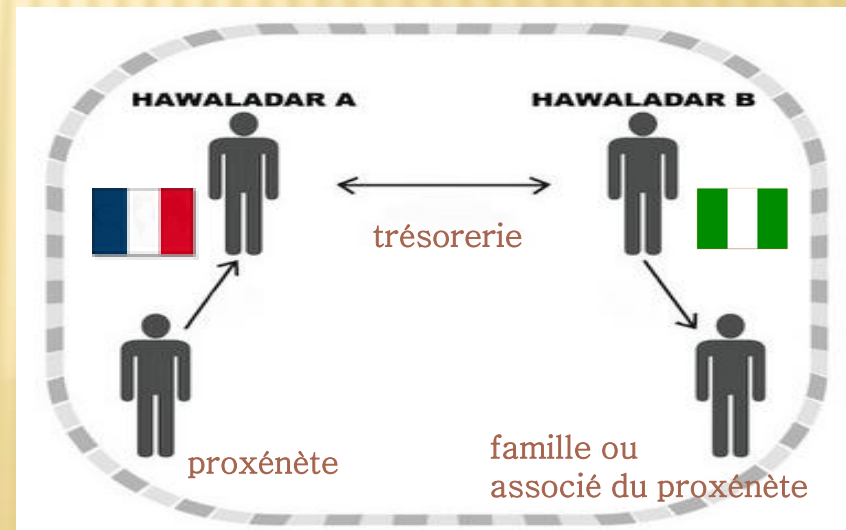 HAWALADAR A
HAWALADAR B
trésorerie
proxénète
famille ou
associé du proxénète